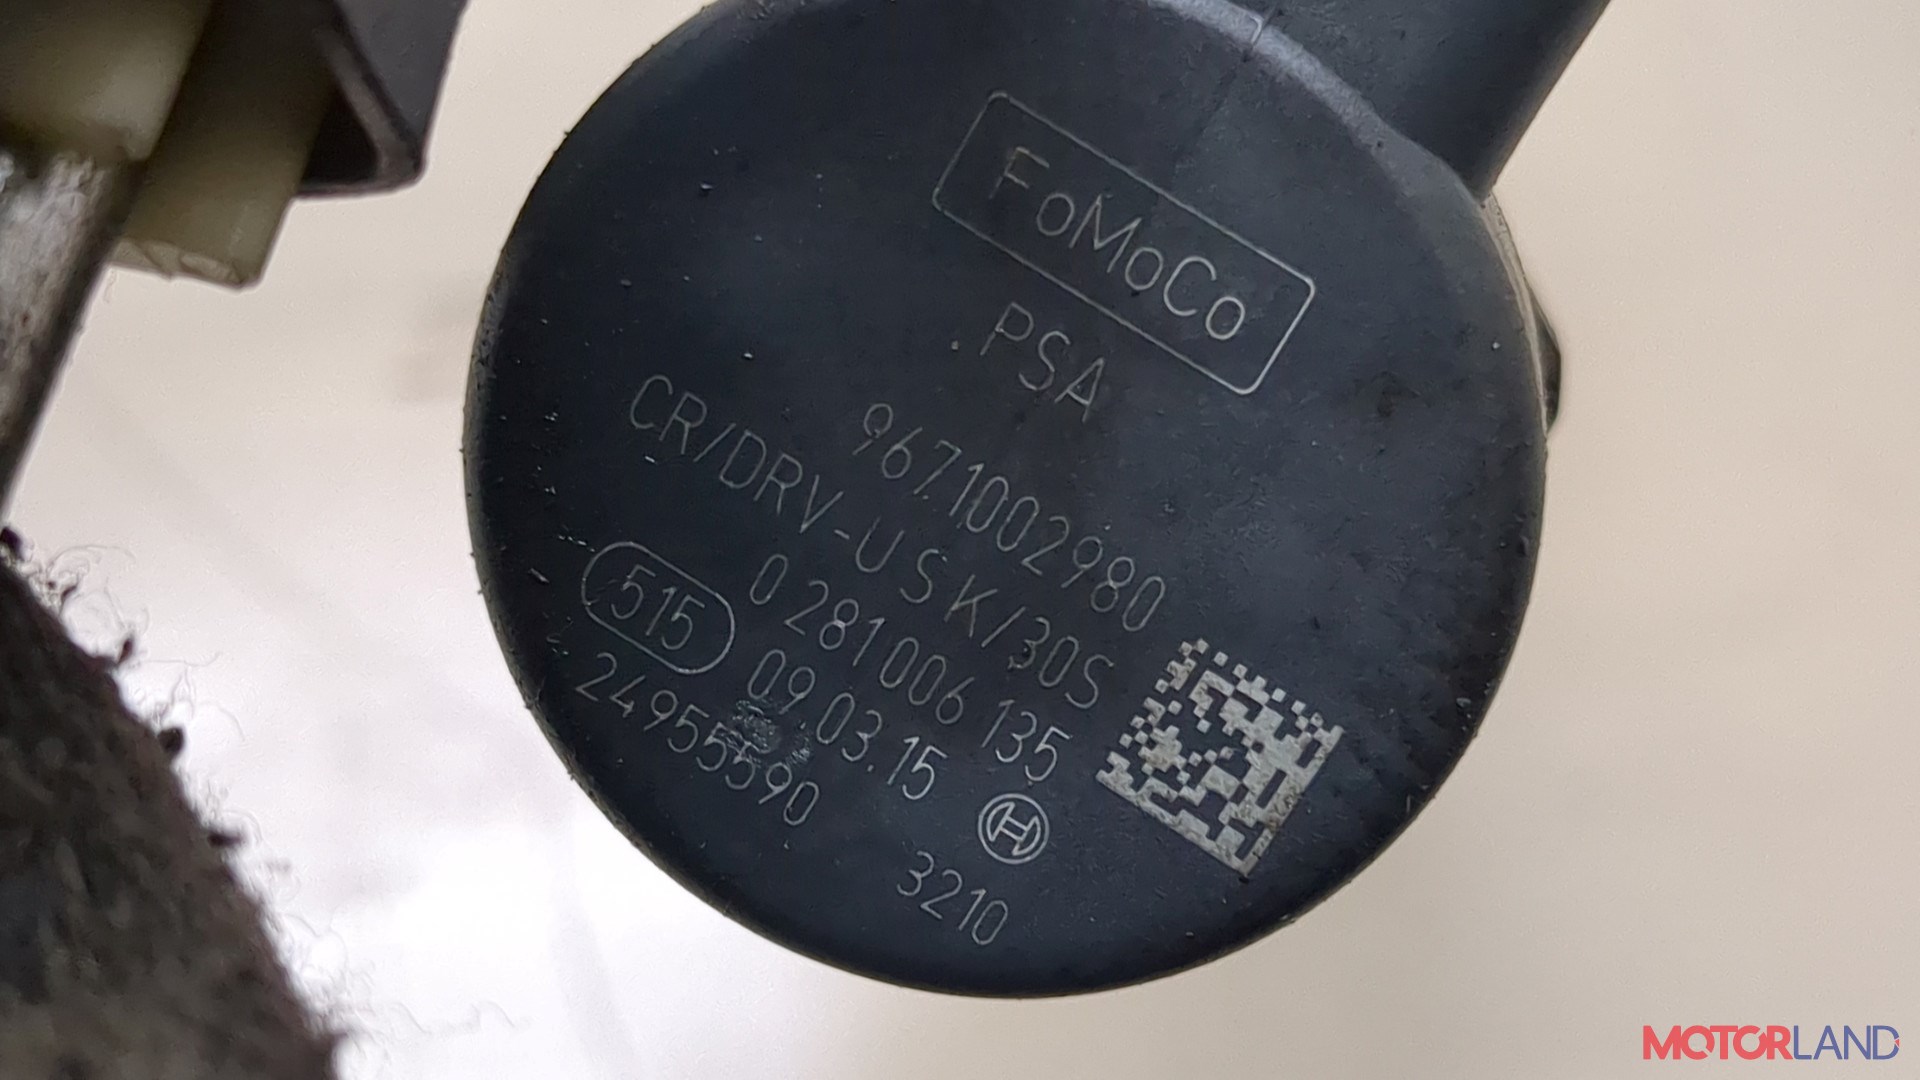 FoMoCo
PSA
9671002980
CR/DRV-USK/30S
0 281 006 135
515
09.03.15
24955590
3210
MOTORLAND